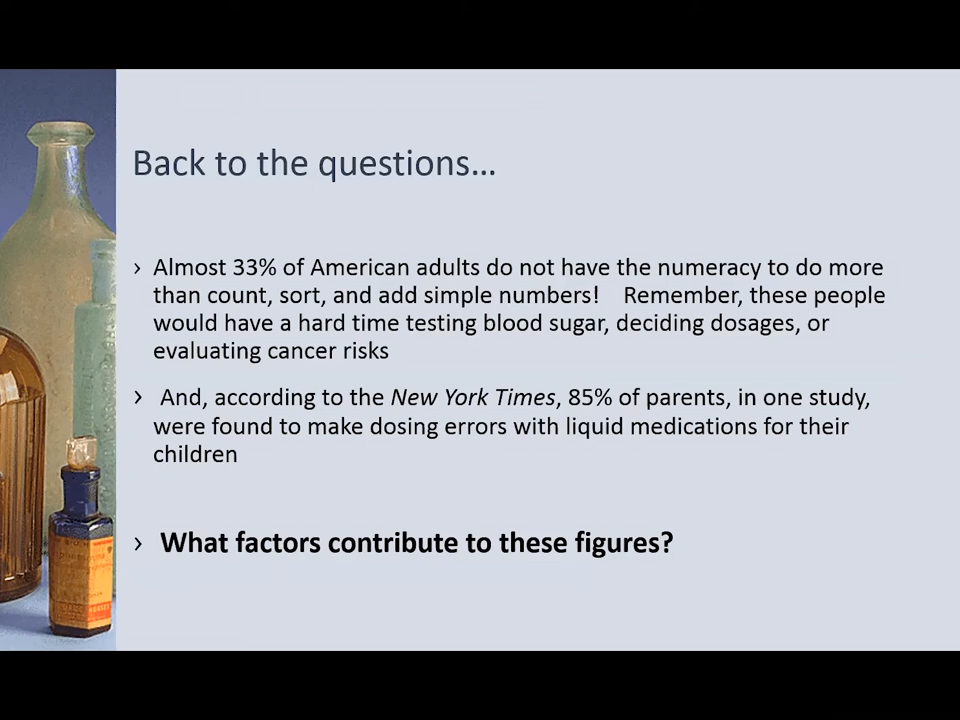 Back to the questions…
› Almost 33% of American adults do not have the numeracy to do more
than count, sort, and add simple numbers!    Remember, these people
would have a hard time testing blood sugar, deciding dosages, or
evaluating cancer risks
› And, according to the New York Times, 85% of parents, in one study,
were found to make dosing errors with liquid medications for their
children
› What factors contribute to these figures?